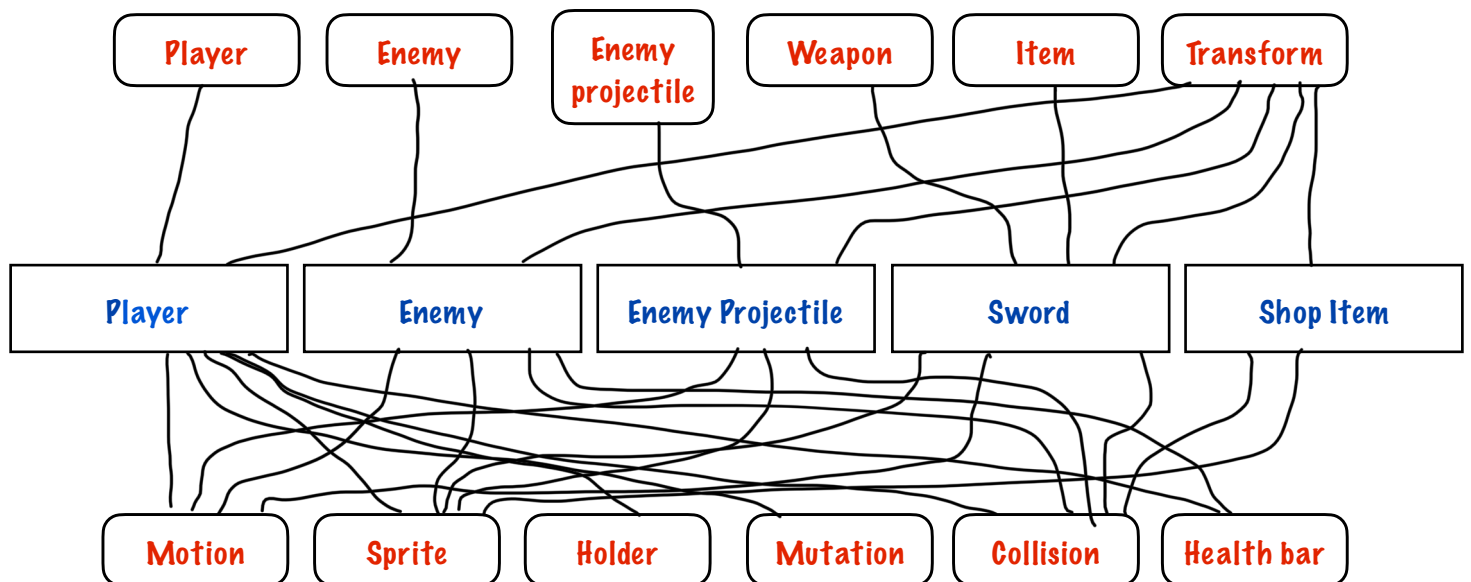 Player
Enemy
Enemy
projectile
Weapon
Item
Transform
Player
Enemy
Enemy Projectile
Sword
Shop Item
Motion
Sprite
Holder
Mutation
Collision
Health bar